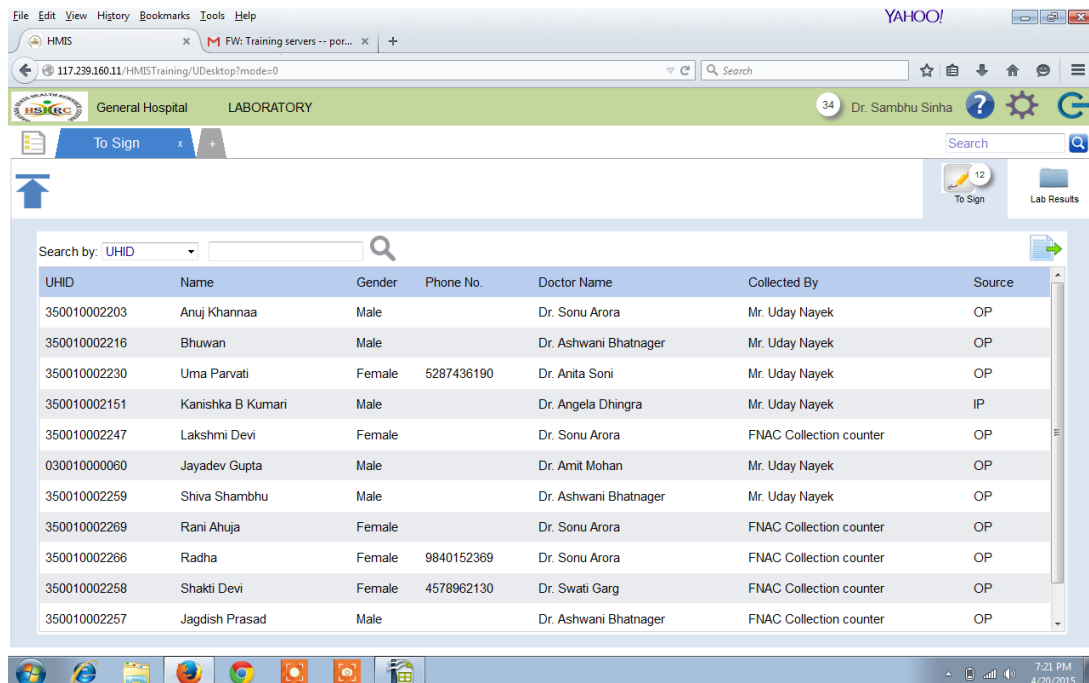 File Edit View History Bookmarks Tools Help
YAHOO!
HMIS × FW: Training servers -- por... × +
117.239.160.11/HMISTraining/UDesktop?mode=0 Search
HSHRC General Hospital LABORATORY 34 Dr. Sambhu Sinha ?
To Sign x + Search
12
To Sign Lab Results
Search by: UHID
UHID Name Gender Phone No. Doctor Name Collected By Source
350010002203 Anuj Khannaa Male Dr. Sonu Arora Mr. Uday Nayek OP
350010002216 Bhuwan Male Dr. Ashwani Bhatnager Mr. Uday Nayek OP
350010002230 Uma Parvati Female 5287436190 Dr. Anita Soni Mr. Uday Nayek OP
350010002151 Kanishka B Kumari Male Dr. Angela Dhingra Mr. Uday Nayek IP
350010002247 Lakshmi Devi Female Dr. Sonu Arora FNAC Collection counter OP
030010000060 Jayadev Gupta Male Dr. Amit Mohan Mr. Uday Nayek OP
350010002259 Shiva Shambhu Male Dr. Ashwani Bhatnager Mr. Uday Nayek OP
350010002269 Rani Ahuja Female Dr. Sonu Arora FNAC Collection counter OP
350010002266 Radha Female 9840152369 Dr. Sonu Arora FNAC Collection counter OP
350010002258 Shakti Devi Female 4578962130 Dr. Swati Garg FNAC Collection counter OP
350010002257 Jagdish Prasad Male Dr. Ashwani Bhatnager FNAC Collection counter OP
7:21 PM
4/20/2015